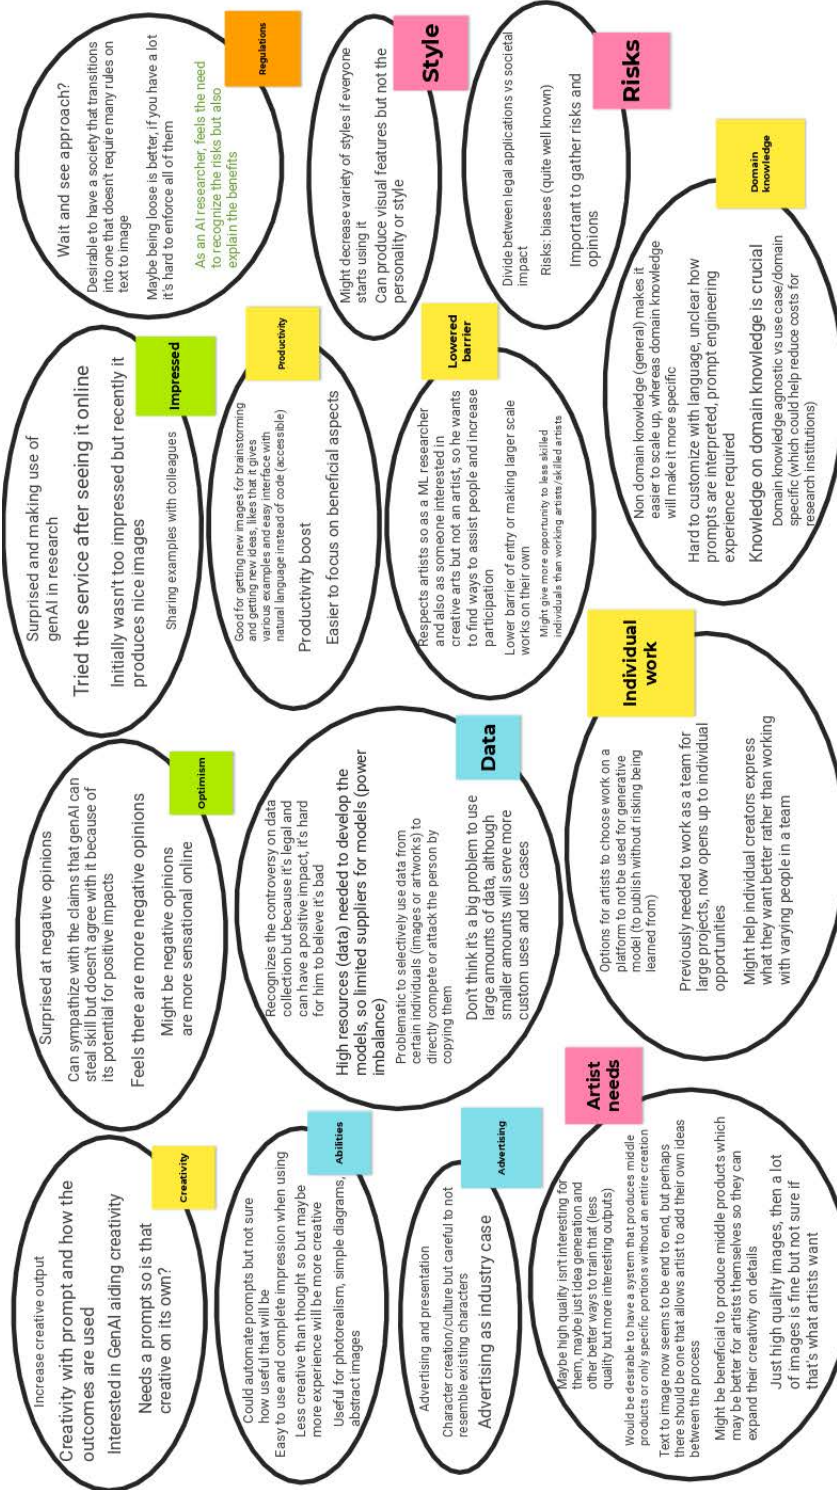 Increase creative output
Creativity with prompt and how the
outcomes are used
Interested in GenAI aiding creativity
Needs a prompt so is that
creative on its own?
Creativity
Surprised at negative opinions
Can sympathize with the claims that genAI can
steal skill but doesn't agree with it because of
its potential for positive impacts
Feels there are more negative opinions
Might be negative opinions
are more sensational online
Optimism
Surprised and making use of
genAI in research
Tried the service after seeing it online
Initially wasn't too impressed but recently it
produces nice images
Sharing examples with colleagues
Impressed
Wait and see approach?
Desirable to have a society that transitions
into one that doesn't require many rules on
text to image
Maybe being loose is better, if you have a lot
it's hard to enforce all of them
As an AI researcher, feels the need
to recognize the risks but also
explain the benefits
Regulations
Could automate prompts but not sure
how useful that will be
Easy to use and complete impression when using
Less creative than thought so but maybe
more experience will be more creative
Useful for photorealism, simple diagrams,
abstract images
Abilities
Recognizes the controversy on data
collection but because it's legal and
can have a positive impact, it's hard
for him to believe it's bad
High resources (data) needed to develop the
models, so limited suppliers for models (power
imbalance)
Problematic to selectively use data from
certain individuals (images or artworks) to
directly compete or attack the person by
copying them
Don't think it's a big problem to use
large amounts of data, although
smaller amounts will serve more
custom uses and use cases
Data
Good for getting new images for brainstorming
and getting new ideas, likes that it gives
various examples and easy interface with
natural language instead of code (accessible)
Productivity boost
Easier to focus on beneficial aspects
Productivity
Might decrease variety of styles if everyone
starts using it
Can produce visual features but not the
personality or style
Style
Advertising and presentation
Character creation/culture but careful to not
resemble existing characters
Advertising as industry case
Advertising
Respects artists so as a ML researcher
and also as someone interested in
creative arts but not an artist, so he wants
to find ways to assist people and increase
participation
Lower barrier of entry or making larger scale
works on their own
Might give more opportunity to less skilled
individuals than working artists/skilled artists
Lowered
barrier
Divide between legal applications vs societal
impact
Risks: biases (quite well known)
Important to gather risks and
opinions
Risks
Maybe high quality isn't interesting for
them, maybe just idea generation and
other better ways to train that (less
quality but more interesting outputs)
Would be desirable to have a system that produces middle
products or only specific portions without an entire creation
Text to image now seems to be end to end, but perhaps
there should be one that allows artist to add their own ideas
between the process
Might be beneficial to produce middle products which
may be better for artists themselves so they can
expand their creativity on details
Just high quality images, then a lot
of images is fine but not sure if
that's what artists want
Artist
needs
Options for artists to choose work on a
platform to not be used for generative
model (to publish without risking being
learned from)
Previously needed to work as a team for
large projects, now opens up to individual
opportunities
Might help individual creators express
what they want better rather than working
with varying people in a team
Individual
work
Non domain knowledge (general) makes it
easier to scale up, whereas domain knowledge
will make it more specific
Hard to customize with language, unclear how
prompts are interpreted, prompt engineering
experience required
Knowledge on domain knowledge is crucial
Domain knowledge agnostic vs use case/domain
specific (which could help reduce costs for
research institutions)
Domain
knowledge